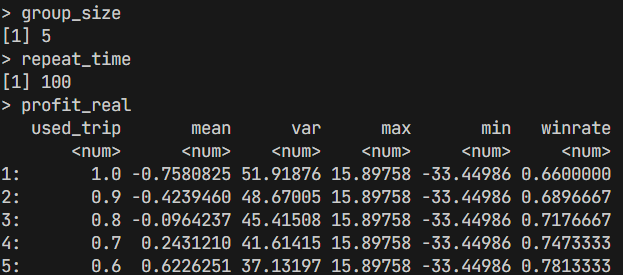 > group_size
[1] 5
> repeat_time
[1] 100
> profit_real
   used_trip       mean      var      max       min   winrate
       <num>      <num>    <num>    <num>     <num>     <num>
1:       1.0 -0.7580825 51.91876 15.89758 -33.44986 0.6600000
2:       0.9 -0.4239460 48.67005 15.89758 -33.44986 0.6896667
3:       0.8 -0.0964237 45.41508 15.89758 -33.44986 0.7176667
4:       0.7  0.2431210 41.61415 15.89758 -33.44986 0.7473333
5:       0.6  0.6226251 37.13197 15.89758 -33.44986 0.7813333